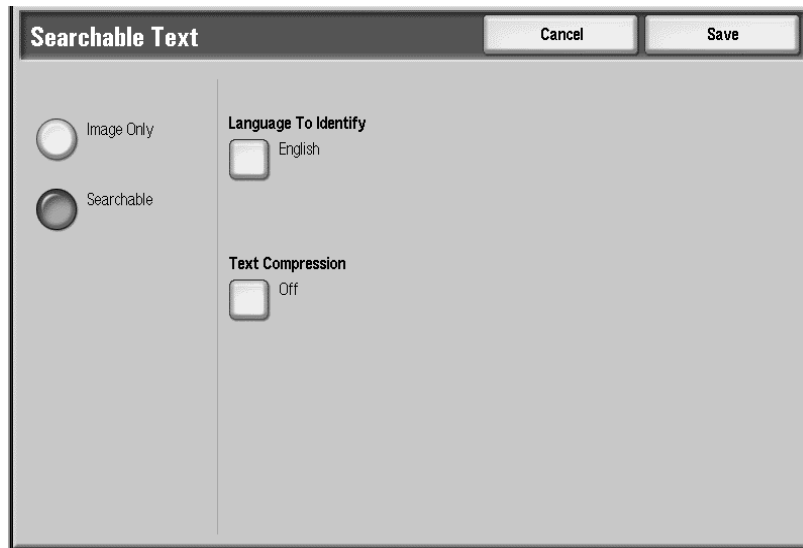 Searchable Text
Cancel
Save
Image Only
Searchable
Language To Identify
English
Text Compression
Off